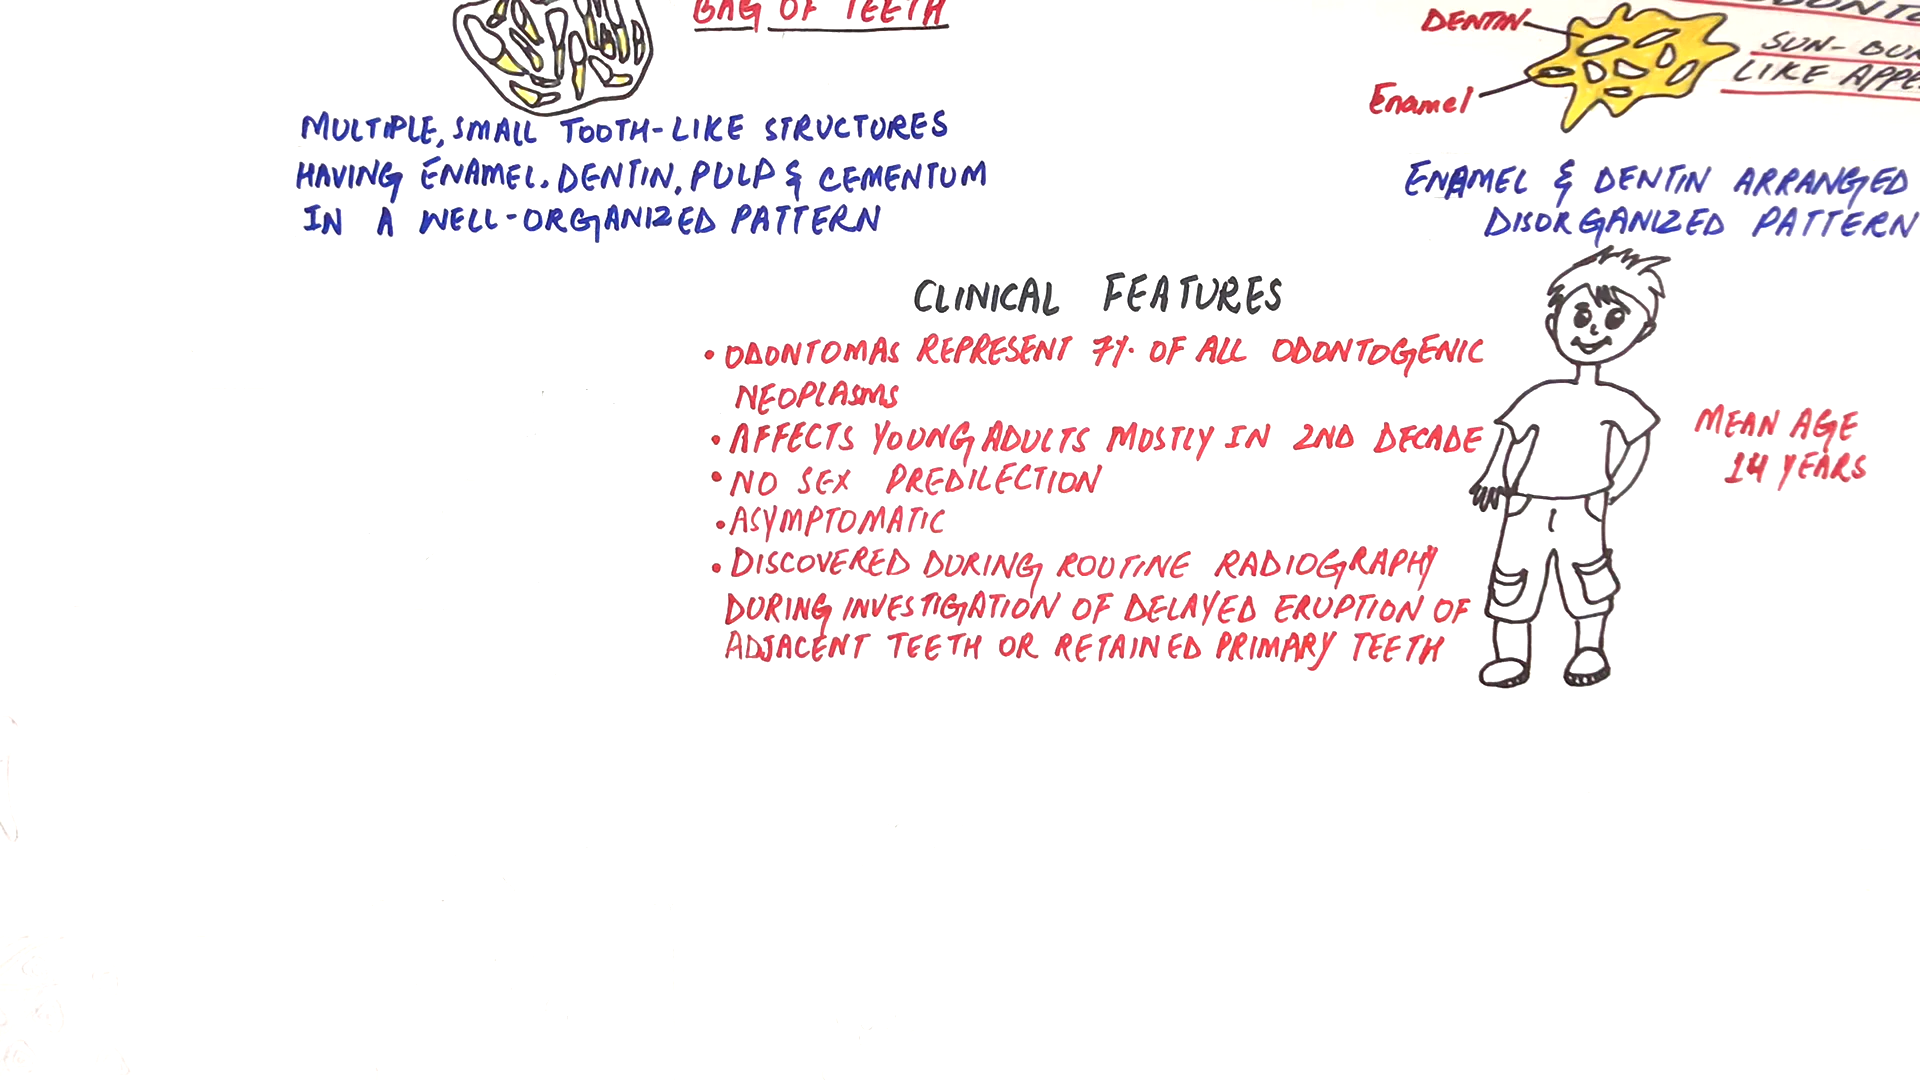 BAG OF TEETH
MULTIPLE, SMALL TOOTH-LIKE STRUCTURES
HAVING ENAMEL, DENTIN, PULP & CEMENTUM
IN A WELL-ORGANIZED PATTERN
DENTIN
Enamel
LIKE
ENAMEL & DENTIN ARRANGED
DISORGANIZED PATTERN
CLINICAL FEATURES
• ODONTOMAS REPRESENT 7% OF ALL ODONTOGENIC
NEOPLASMS
• AFFECTS YOUNG ADULTS MOSTLY IN 2ND DECADE
• NO SEX PREDILECTION
• ASYMPTOMATIC
• DISCOVERED DURING ROUTINE RADIOGRAPHY
DURING INVESTIGATION OF DELAYED ERUPTION OF
ADJACENT TEETH OR RETAINED PRIMARY TEETH
MEAN AGE
14 YEARS